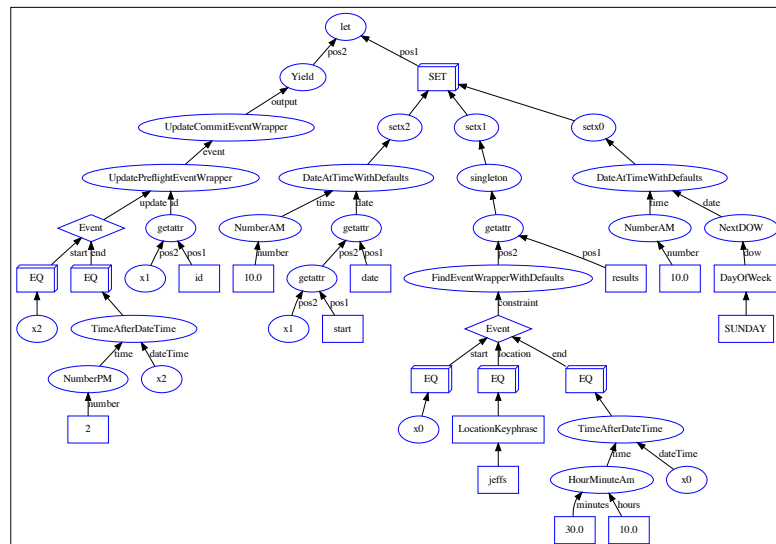 let
pos2 pos1
Yield SET
output
UpdateCommitEventWrapper setx2 setx1 setx0
event
UpdatePreflightEventWrapper DateAtTimeWithDefaults singleton DateAtTimeWithDefaults
update id time date time date
Event getattr NumberAM getattr getattr NumberAM NextDOW
start end pos2 pos1 number pos2 pos1 pos2 pos1 number dow
EQ EQ x1 id 10.0 getattr date FindEventWrapperWithDefaults results 10.0 DayOfWeek
pos2 pos1 constraint
x2 TimeAfterDateTime x1 start Event SUNDAY
time dateTime start location end
NumberPM x2 EQ EQ EQ
number
2 x0 LocationKeyphrase TimeAfterDateTime
time dateTime
jeffs HourMinuteAm x0
minutes hours
30.0 10.0